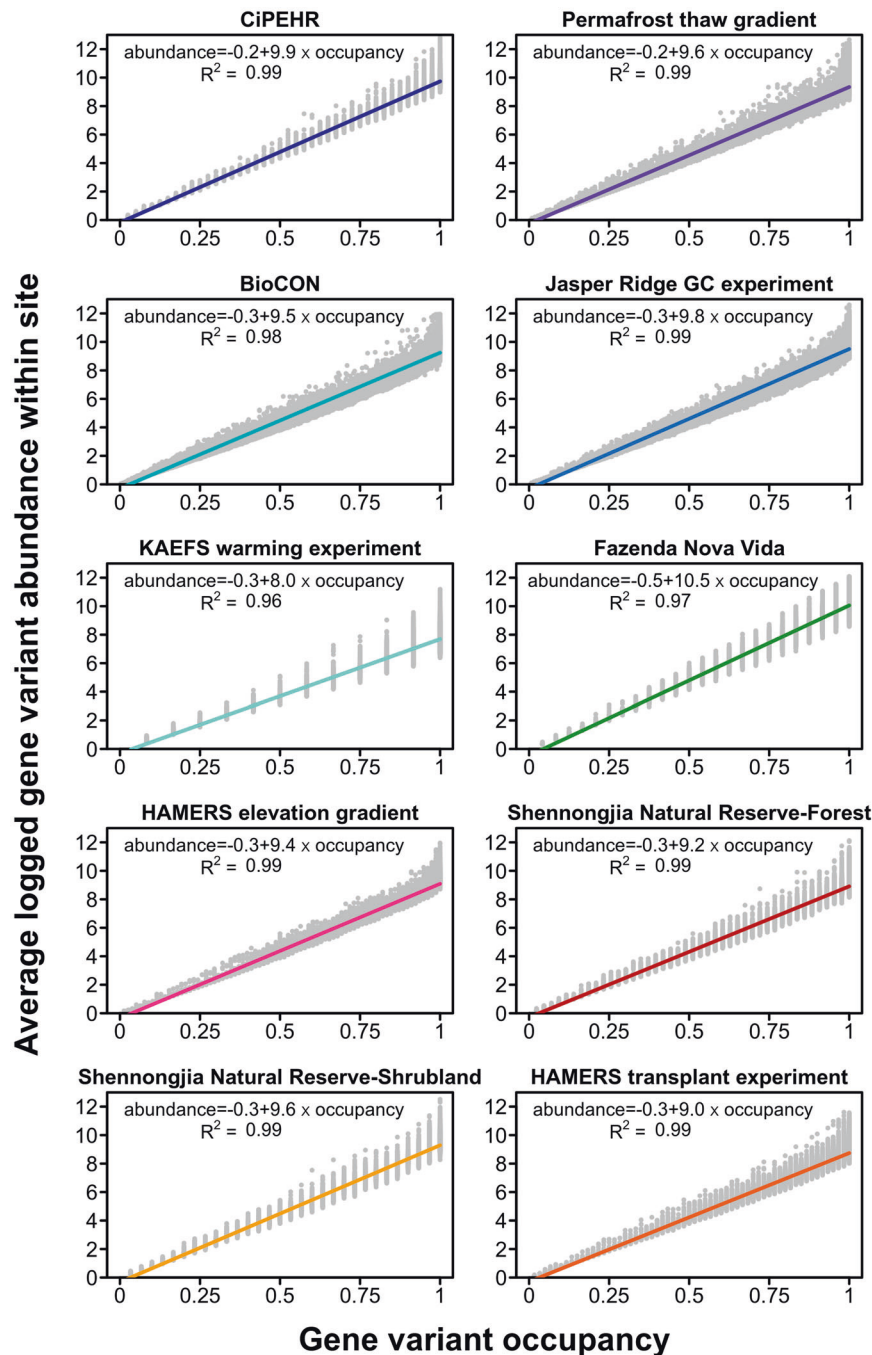 Average logged gene variant abundance within site
CiPEHR
abundance=-0.2+9.9 x occupancy
R² = 0.99
12
10
8
6
4
2
0
0 0.25 0.5 0.75 1
Permafrost thaw gradient
abundance=-0.2+9.6 x occupancy
R² = 0.99
12
10
8
6
4
2
0
0 0.25 0.5 0.75 1
BioCON
abundance=-0.3+9.5 x occupancy
R² = 0.98
12
10
8
6
4
2
0
0 0.25 0.5 0.75 1
Jasper Ridge GC experiment
abundance=-0.3+9.8 x occupancy
R² = 0.99
12
10
8
6
4
2
0
0 0.25 0.5 0.75 1
KAEFS warming experiment
abundance=-0.3+8.0 x occupancy
R² = 0.96
12
10
8
6
4
2
0
0 0.25 0.5 0.75 1
Fazenda Nova Vida
abundance=-0.5+10.5 x occupancy
R² = 0.97
12
10
8
6
4
2
0
0 0.25 0.5 0.75 1
HAMERS elevation gradient
abundance=-0.3+9.4 x occupancy
R² = 0.99
12
10
8
6
4
2
0
0 0.25 0.5 0.75 1
Shennongjia Natural Reserve-Forest
abundance=-0.3+9.2 x occupancy
R² = 0.99
12
10
8
6
4
2
0
0 0.25 0.5 0.75 1
Shennongjia Natural Reserve-Shrubland
abundance=-0.3+9.6 x occupancy
R² = 0.99
12
10
8
6
4
2
0
0 0.25 0.5 0.75 1
HAMERS transplant experiment
abundance=-0.3+9.0 x occupancy
R² = 0.99
12
10
8
6
4
2
0
0 0.25 0.5 0.75 1
Gene variant occupancy